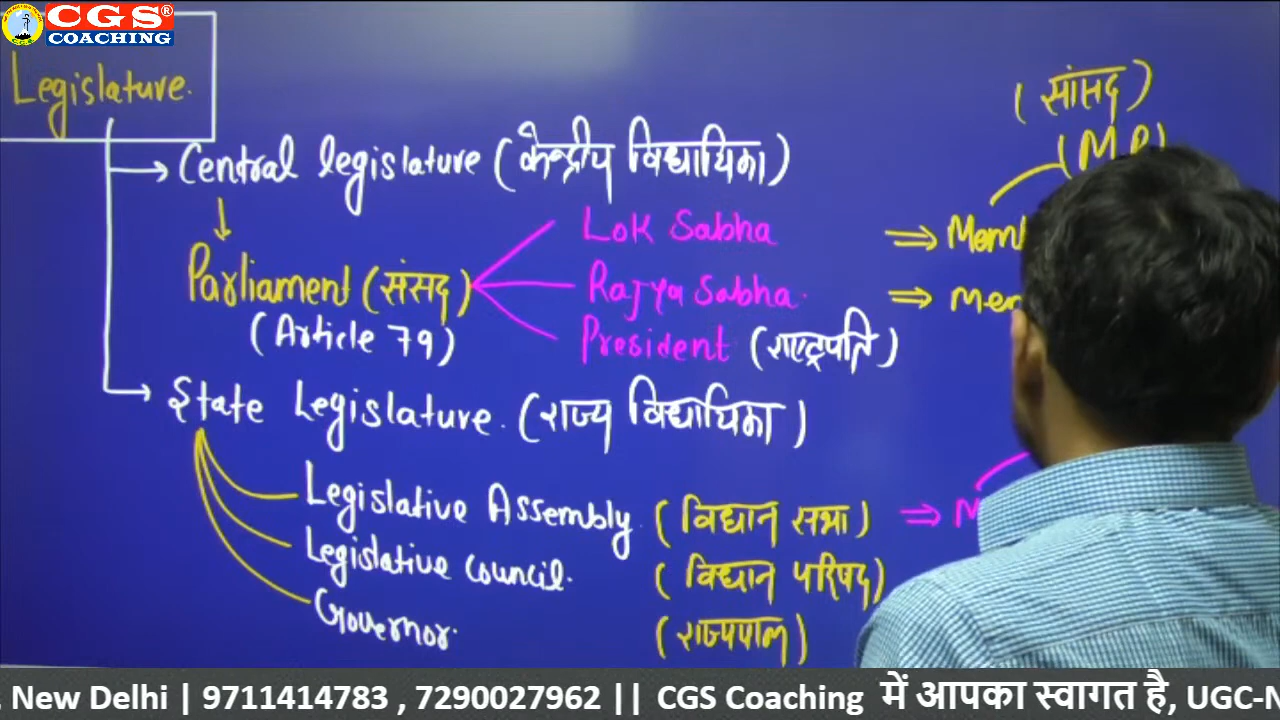 CGS®
COACHING
Legislature.
(सांसद)
Central legislature (केन्द्रीय विद्यायिका)
(M.P)
Lok Sabha ⇒
Parliament (संसद)
Rajya Sabha. ⇒
(Article 79)
President (राष्ट्रपति)
State Legislature. (राज्य विद्यायिका)
Legislative Assembly (विद्यान सभा) ⇒
Legislative council. (विद्यान परिषद)
Governor. (राज्यपाल)
New Delhi | 9711414783 , 7290027962 || CGS Coaching में आपका स्वागत है, UGC-N